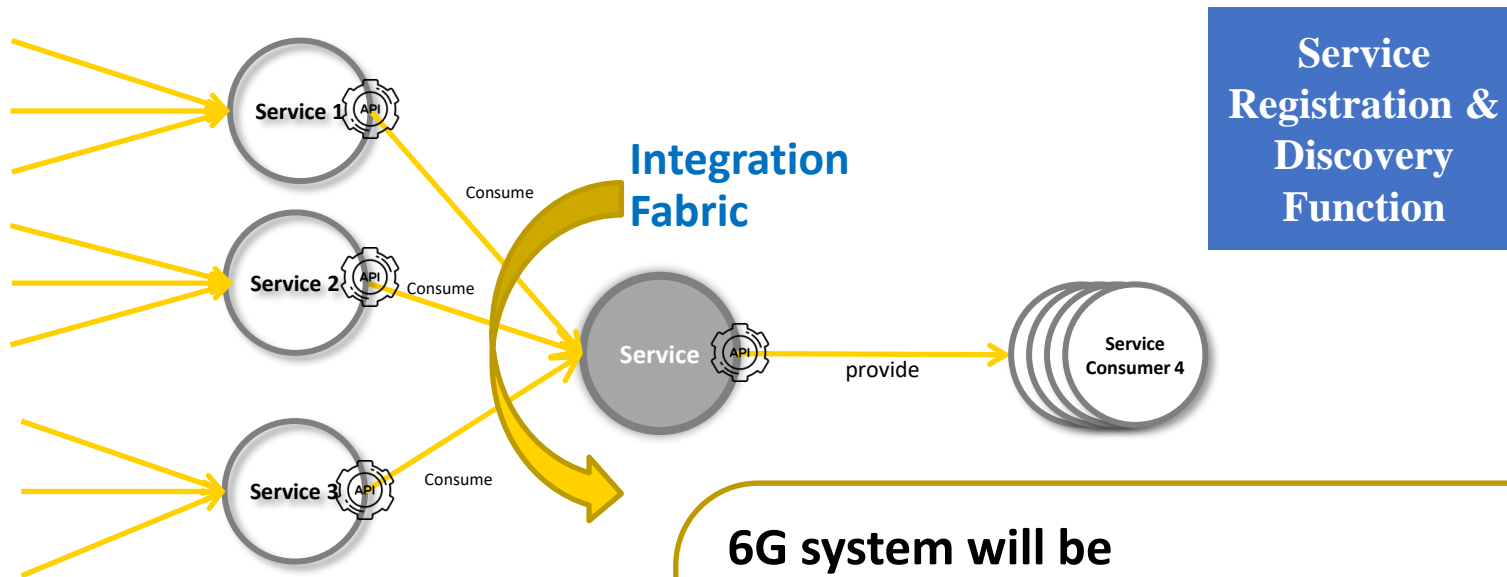 Service 1
API
Consume
Integration
Fabric
Service
Registration &
Discovery
Function
Service 2
API
Consume
Service
API
provide
Service
Consumer 4
Service 3
API
Consume
6G system will be